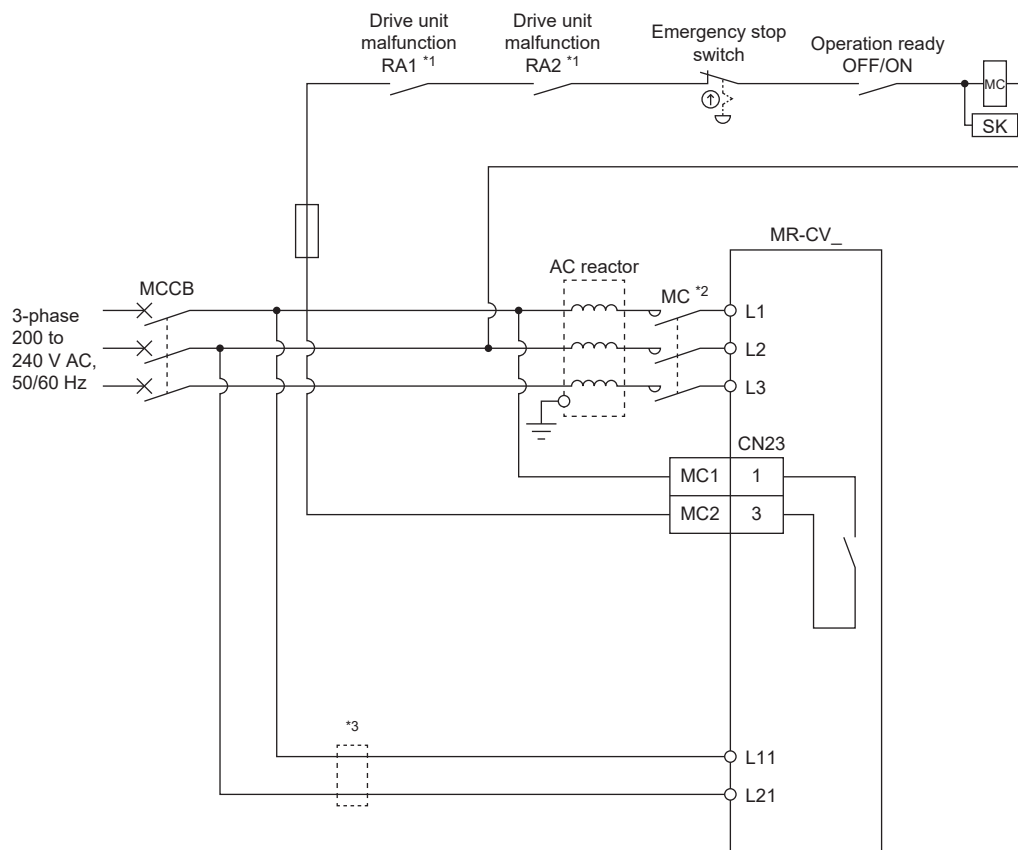 Drive unit
malfunction
RA1 *1
Drive unit
malfunction
RA2 *1
Emergency stop
switch
Operation ready
OFF/ON
MC
SK
MR-CV_
AC reactor
MCCB
MC *2
3-phase
200 to
240 V AC,
50/60 Hz
L1
L2
L3
CN23
MC1 1
MC2 3
*3
L11
L21